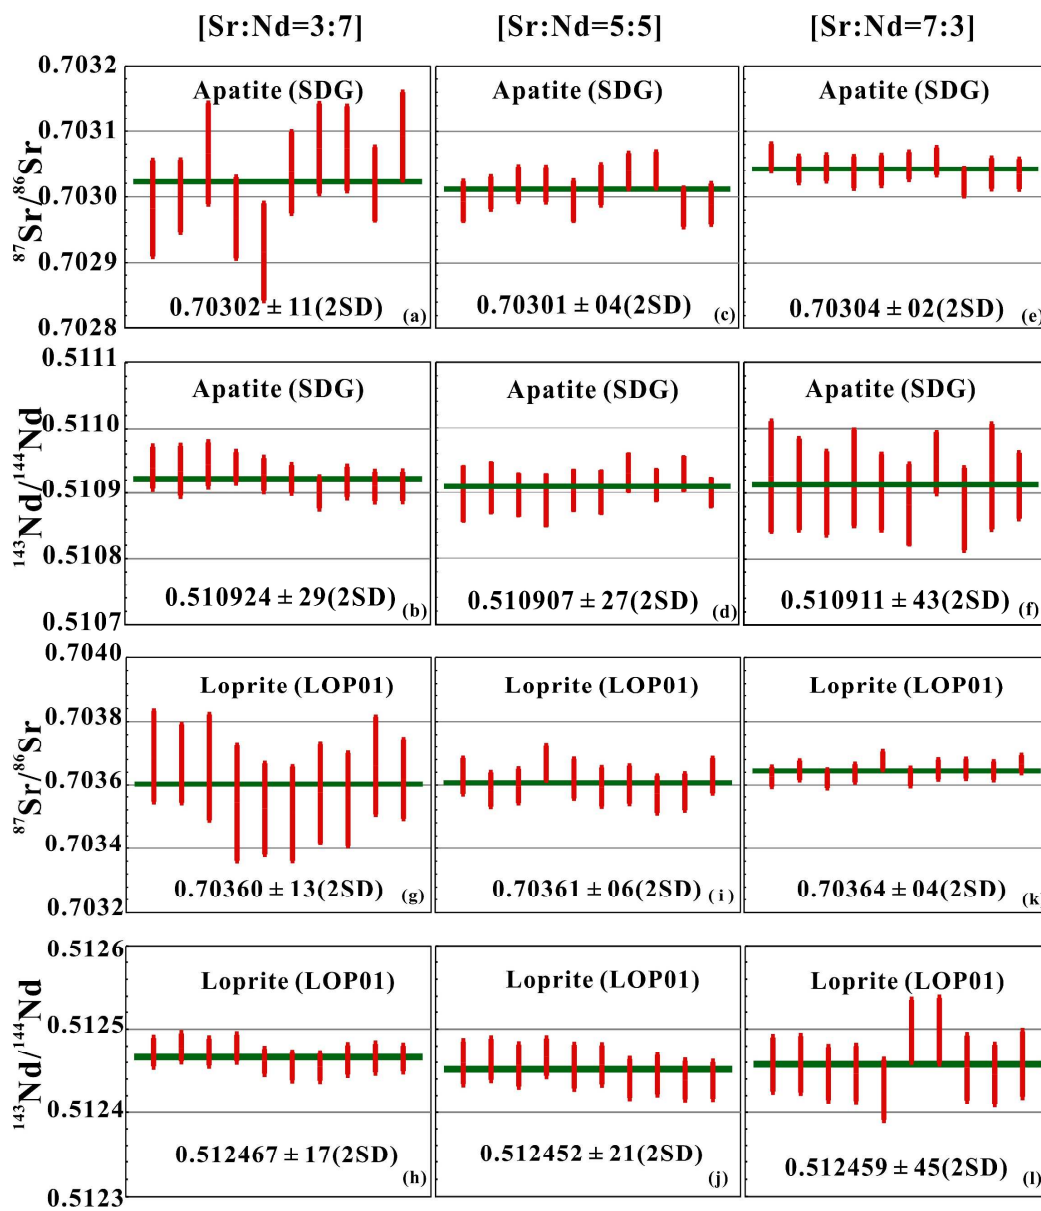 [Sr:Nd=3:7] [Sr:Nd=5:5] [Sr:Nd=7:3]
87Sr/86Sr
0.7032
0.7031
0.7030
0.7029
0.7028
Apatite (SDG)
0.70302 ± 11(2SD) (a)
Apatite (SDG)
0.70301 ± 04(2SD) (c)
Apatite (SDG)
0.70304 ± 02(2SD) (e)
143Nd/144Nd
0.5111
0.5110
0.5109
0.5108
0.5107
Apatite (SDG)
0.510924 ± 29(2SD) (b)
Apatite (SDG)
0.510907 ± 27(2SD) (d)
Apatite (SDG)
0.510911 ± 43(2SD) (f)
87Sr/86Sr
0.7040
0.7038
0.7036
0.7034
0.7032
Loprite (LOP01)
0.70360 ± 13(2SD) (g)
Loprite (LOP01)
0.70361 ± 06(2SD) (i)
Loprite (LOP01)
0.70364 ± 04(2SD) (k)
143Nd/144Nd
0.5126
0.5125
0.5124
0.5123
Loprite (LOP01)
0.512467 ± 17(2SD) (h)
Loprite (LOP01)
0.512452 ± 21(2SD) (j)
Loprite (LOP01)
0.512459 ± 45(2SD) (l)